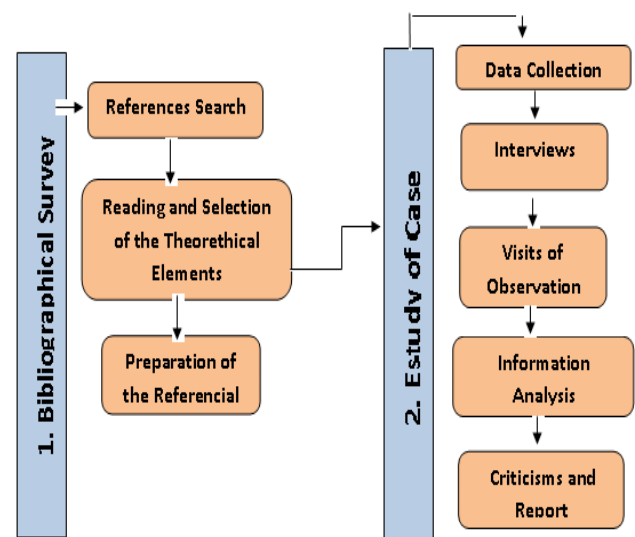 1. Bibliographical Survey
References Search
Reading and Selection
of the Theorethical
Elements
Preparation of
the Referencial
2. Estudy of Case
Data Collection
Interviews
Visits of
Observation
Information
Analysis
Criticisms and
Report